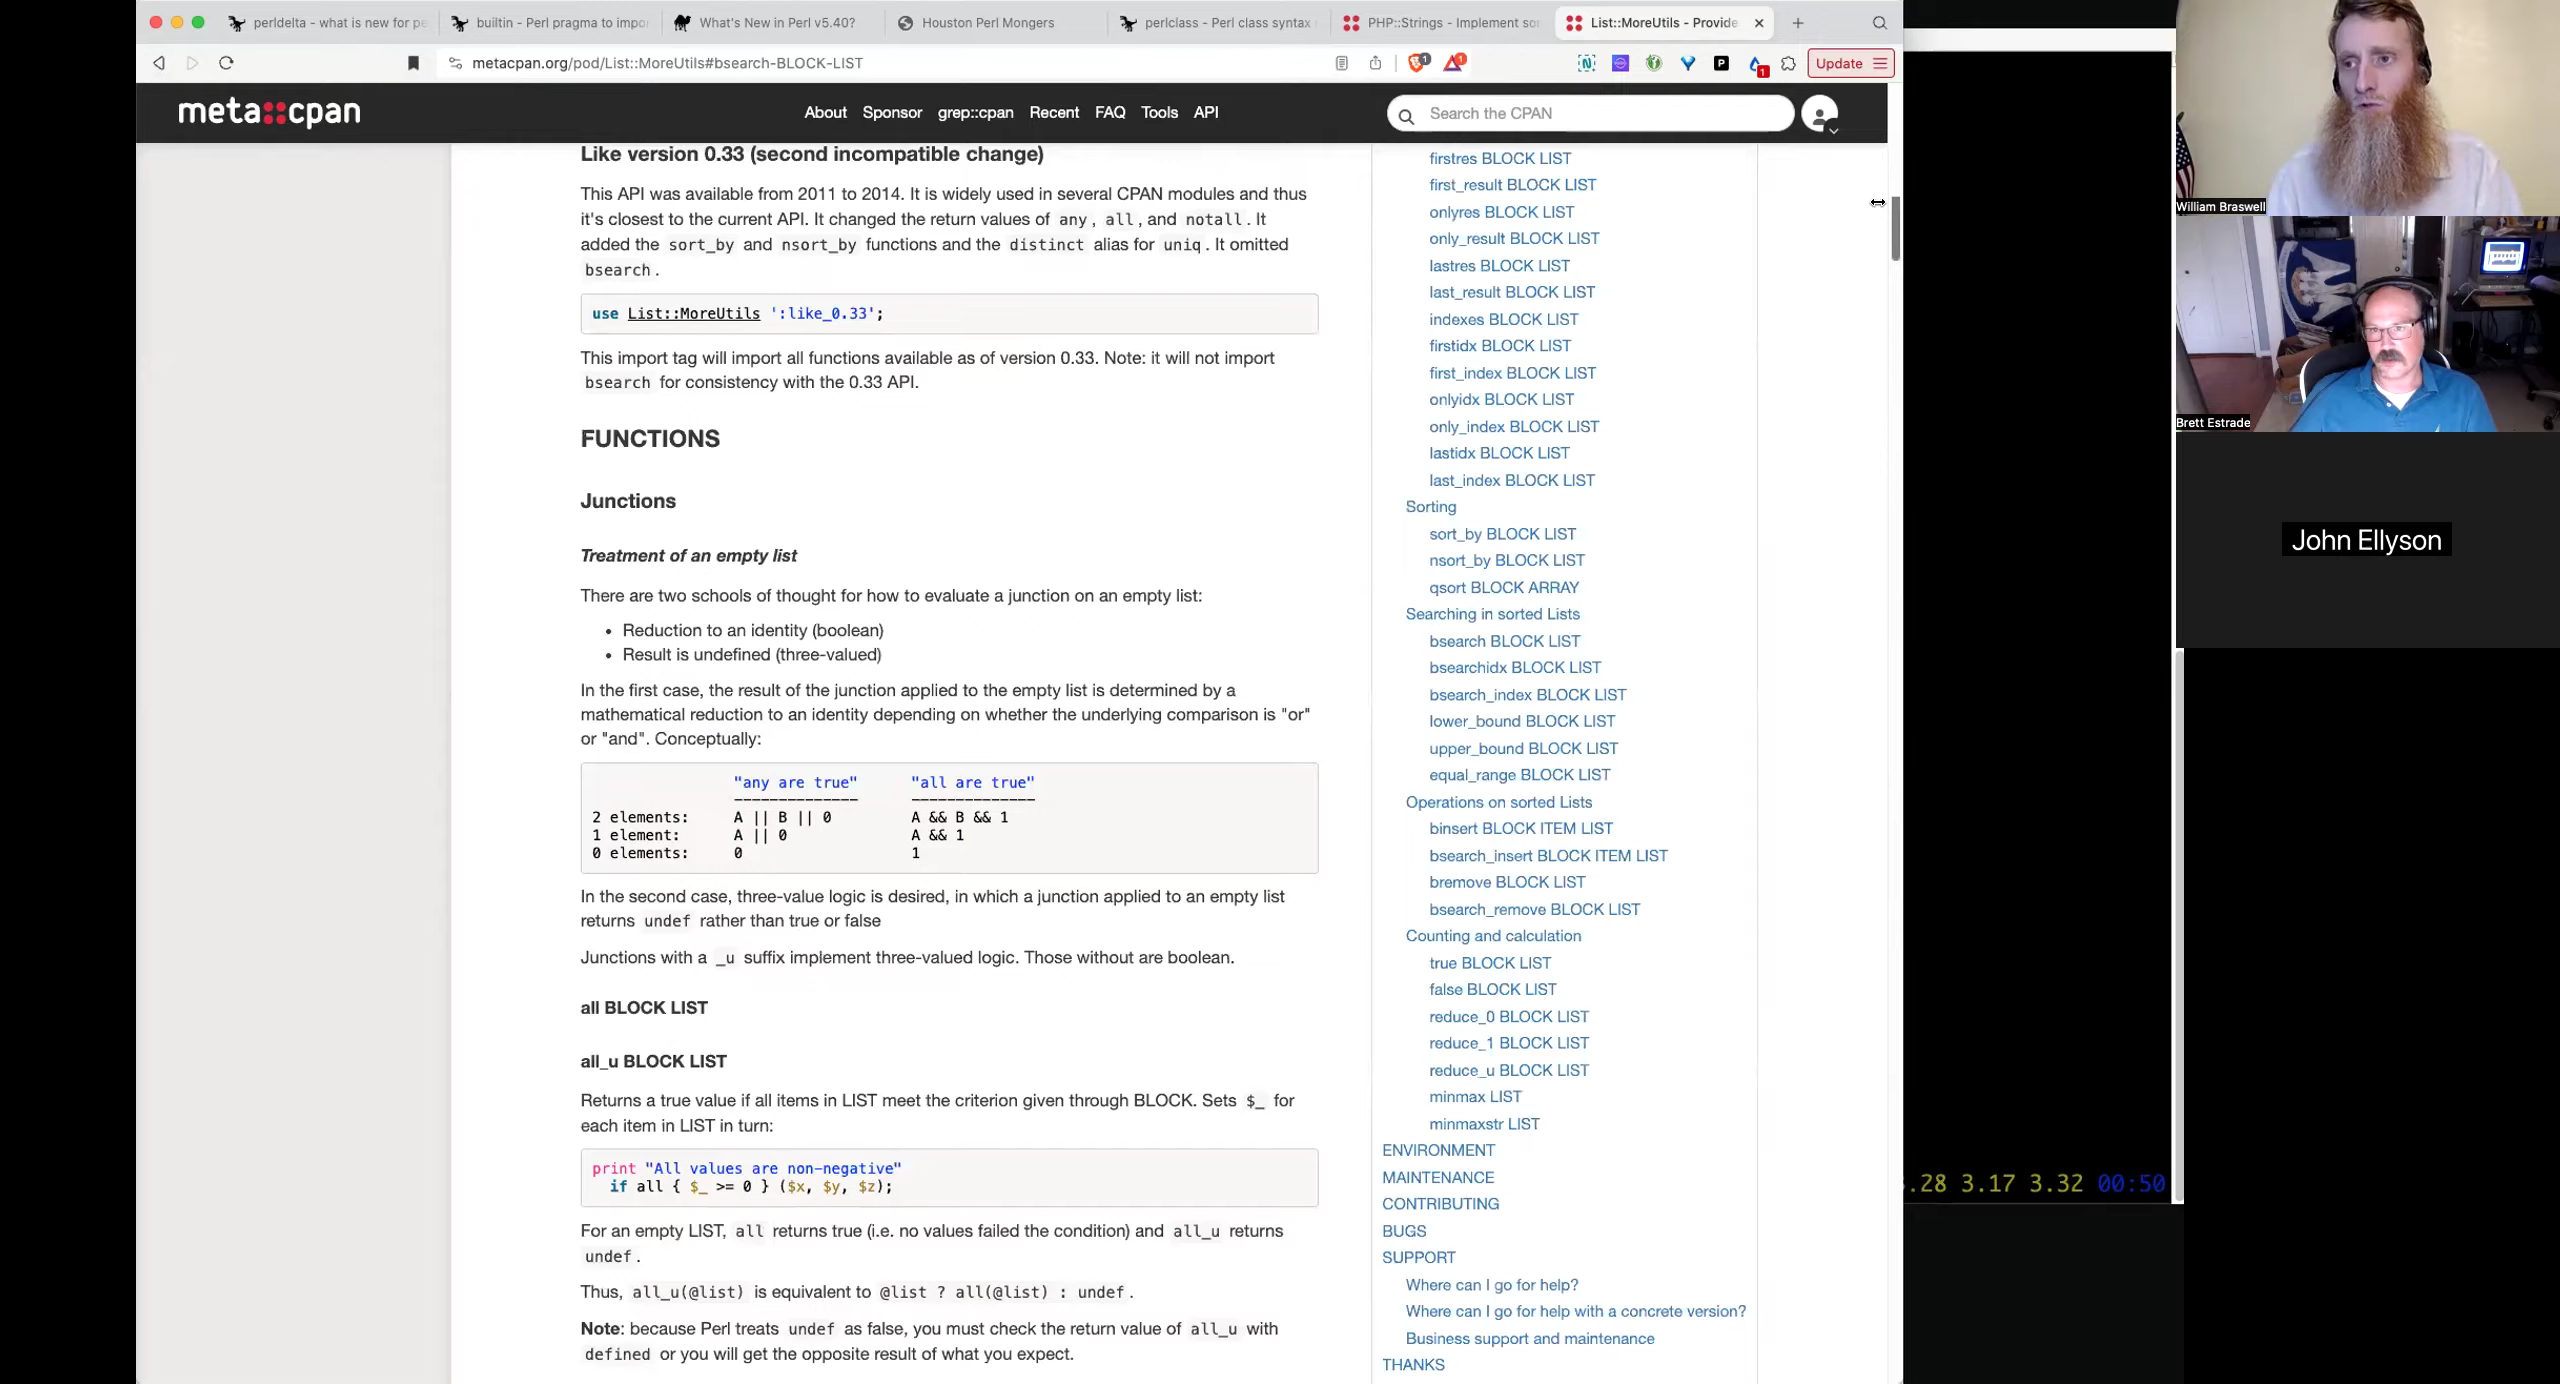 perldelta - what is new for pe
builtin - Perl pragma to impor
What's New in Perl v5.40?
Houston Perl Mongers
perlclass - Perl class syntax
PHP::Strings - Implement so
List::MoreUtils - Provide
metacpan.org/pod/List::MoreUtils#bsearch-BLOCK-LIST
1
1
P
1
Update
meta::cpan
About
Sponsor
grep::cpan
Recent
FAQ
Tools
API
Search the CPAN
Like version 0.33 (second incompatible change)
This API was available from 2011 to 2014. It is widely used in several CPAN modules and thus
it's closest to the current API. It changed the return values of any, all, and notall. It
added the sort_by and nsort_by functions and the distinct alias for uniq. It omitted
bsearch.
use List::MoreUtils ':like_0.33';
This import tag will import all functions available as of version 0.33. Note: it will not import
bsearch for consistency with the 0.33 API.
FUNCTIONS
Junctions
Treatment of an empty list
There are two schools of thought for how to evaluate a junction on an empty list:
• Reduction to an identity (boolean)
• Result is undefined (three-valued)
In the first case, the result of the junction applied to the empty list is determined by a
mathematical reduction to an identity depending on whether the underlying comparison is "or"
or "and". Conceptually:
"any are true" "all are true"
-------------- --------------
2 elements: A || B || 0 A && B && 1
1 element: A || 0 A && 1
0 elements: 0 1
In the second case, three-value logic is desired, in which a junction applied to an empty list
returns undef rather than true or false
Junctions with a _u suffix implement three-valued logic. Those without are boolean.
all BLOCK LIST
all_u BLOCK LIST
Returns a true value if all items in LIST meet the criterion given through BLOCK. Sets $_ for
each item in LIST in turn:
print "All values are non-negative"
if all { $_ >= 0 } ($x, $y, $z);
For an empty LIST, all returns true (i.e. no values failed the condition) and all_u returns
undef.
Thus, all_u(@list) is equivalent to @list ? all(@list) : undef.
Note: because Perl treats undef as false, you must check the return value of all_u with
defined or you will get the opposite result of what you expect.
firstres BLOCK LIST
first_result BLOCK LIST
onlyres BLOCK LIST
only_result BLOCK LIST
lastres BLOCK LIST
last_result BLOCK LIST
indexes BLOCK LIST
firstidx BLOCK LIST
first_index BLOCK LIST
onlyidx BLOCK LIST
only_index BLOCK LIST
lastidx BLOCK LIST
last_index BLOCK LIST
Sorting
sort_by BLOCK LIST
nsort_by BLOCK LIST
qsort BLOCK ARRAY
Searching in sorted Lists
bsearch BLOCK LIST
bsearchidx BLOCK LIST
bsearch_index BLOCK LIST
lower_bound BLOCK LIST
upper_bound BLOCK LIST
equal_range BLOCK LIST
Operations on sorted Lists
binsert BLOCK ITEM LIST
bsearch_insert BLOCK ITEM LIST
bremove BLOCK LIST
bsearch_remove BLOCK LIST
Counting and calculation
true BLOCK LIST
false BLOCK LIST
reduce_0 BLOCK LIST
reduce_1 BLOCK LIST
reduce_u BLOCK LIST
minmax LIST
minmaxstr LIST
ENVIRONMENT
MAINTENANCE
CONTRIBUTING
BUGS
SUPPORT
Where can I go for help?
Where can I go for help with a concrete version?
Business support and maintenance
THANKS
.28 3.17 3.32 00:50
William Braswell
Brett Estrade
John Ellyson